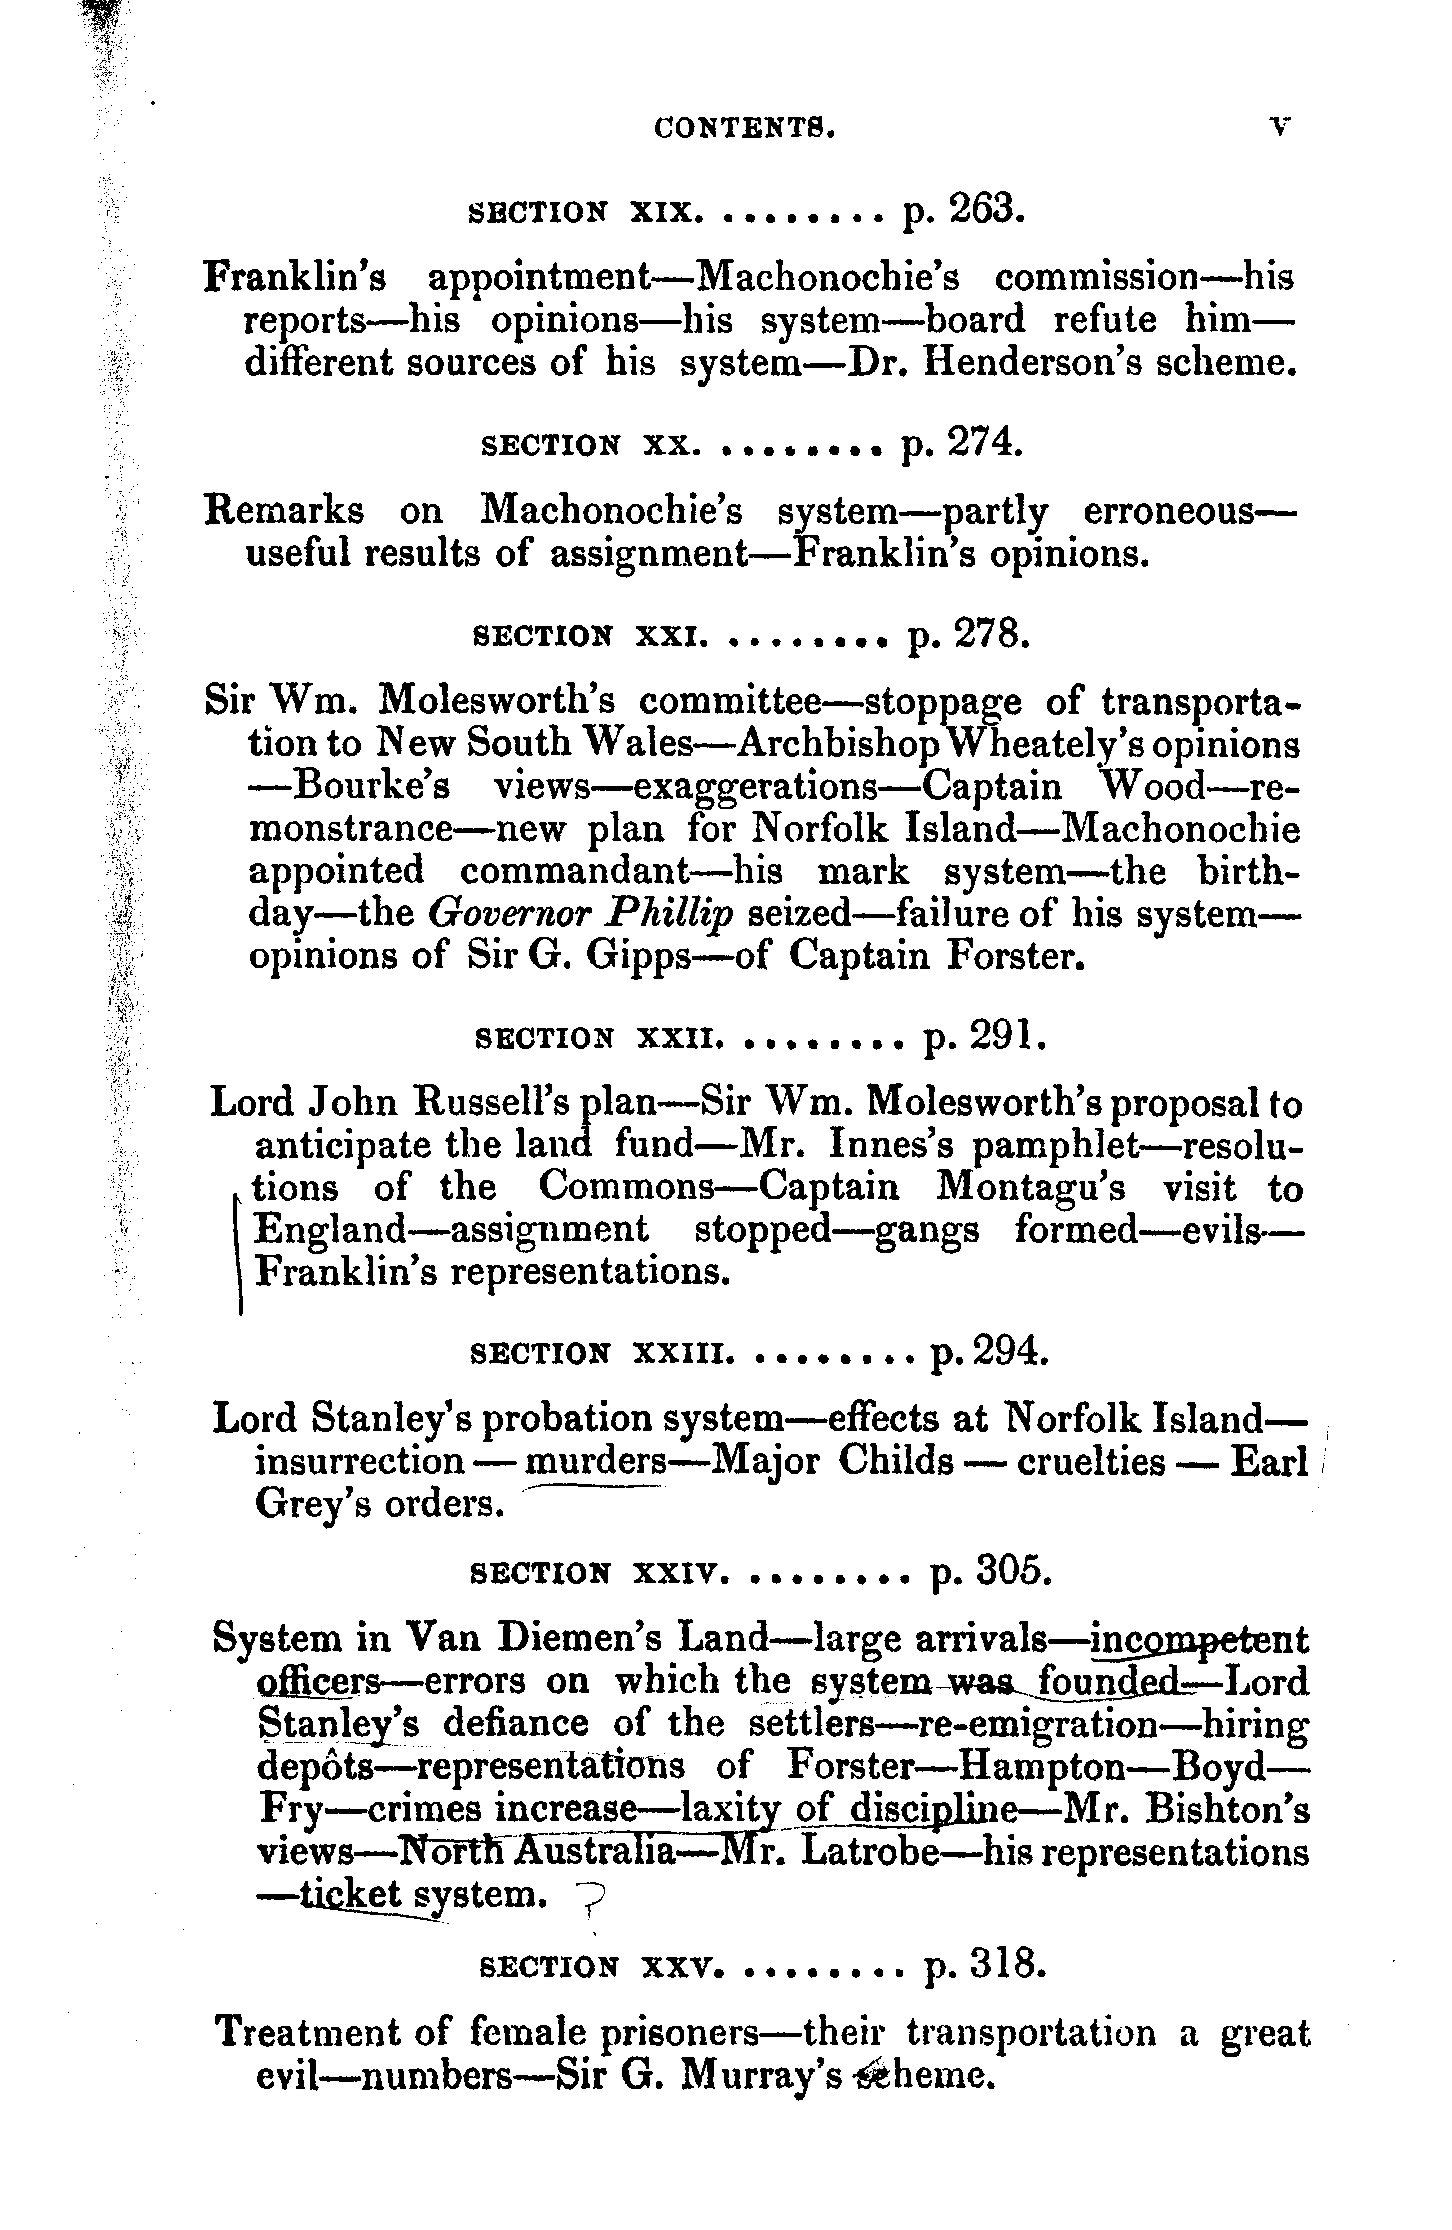 CONTENTS. V
SECTION XIX. ........ p. 263.
Franklin's appointment—Machonochie's commission—his
reports—his opinions—his system—board refute him—
different sources of his system—Dr. Henderson's scheme.
SECTION XX. ........ p. 274.
Remarks on Machonochie's system—partly erroneous—
useful results of assignment—Franklin's opinions.
SECTION XXI. ........ p. 278.
Sir Wm. Molesworth's committee—stoppage of transporta-
tion to New South Wales—Archbishop Wheately's opinions
—Bourke's views—exaggerations—Captain Wood—re-
monstrance—new plan for Norfolk Island—Machonochie
appointed commandant—his mark system—the birth-
day—the Governor Phillip seized—failure of his system—
opinions of Sir G. Gipps—of Captain Forster.
SECTION XXII. ........ p. 291.
Lord John Russell's plan—Sir Wm. Molesworth's proposal to
anticipate the land fund—Mr. Innes's pamphlet—resolu-
tions of the Commons—Captain Montagu's visit to
England—assignment stopped—gangs formed—evils—
Franklin's representations.
SECTION XXIII. ........ p. 294.
Lord Stanley's probation system—effects at Norfolk Island—
insurrection — murders—Major Childs — cruelties — Earl
Grey's orders.
SECTION XXIV. ........ p. 305.
System in Van Diemen's Land—large arrivals—incompetent
officers—errors on which the system was founded—Lord
Stanley's defiance of the settlers—re-emigration—hiring
depôts—representations of Forster—Hampton—Boyd—
Fry—crimes increase—laxity of discipline—Mr. Bishton's
views—North Australia—Mr. Latrobe—his representations
—ticket system. ?
SECTION XXV. ........ p. 318.
Treatment of female prisoners—their transportation a great
evil—numbers—Sir G. Murray's scheme.